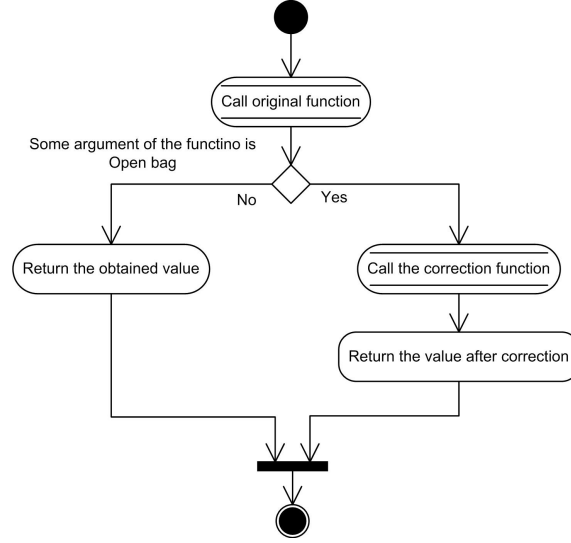 Call original function
Some argument of the functino is
Open bag
No
Yes
Return the obtained value
Call the correction function
Return the value after correction